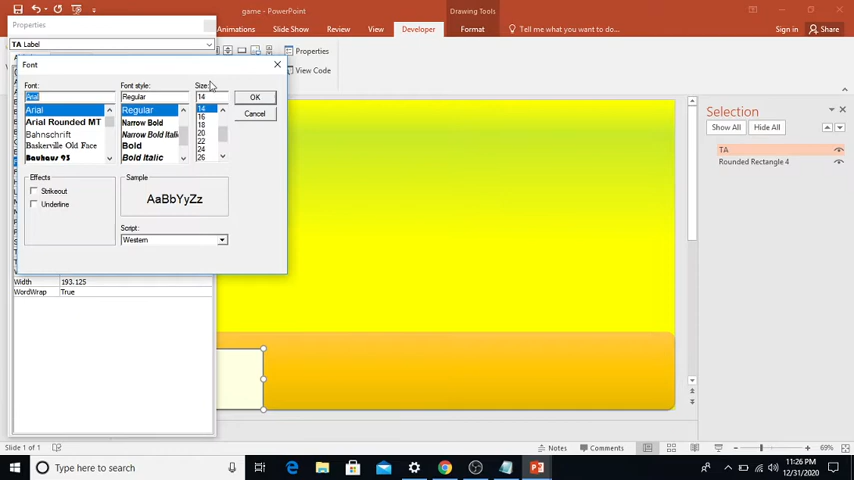 game - PowerPoint
Drawing Tools
Sign in
Share
Animations
Slide Show
Review
View
Developer
Format
Tell me what you want to do...
Properties
TA Label
Properties
View Code
Font
Font:
Font style:
Size:
Arial
Regular
14
OK
Cancel
Arial
Arial Rounded MT
Bahnschrift
Baskerville Old Face
Bauhaus 93
Regular
Narrow Bold
Narrow Bold Itali
Bold
Bold Italic
14
16
18
20
22
24
26
Effects
Strikeout
Underline
Sample
AaBbYyZz
Script:
Western
Width
193.125
WordWrap
True
Selection
Show All
Hide All
TA
Rounded Rectangle 4
Slide 1 of 1
Notes
Comments
69%
Type here to search
11:26 PM
12/31/2020